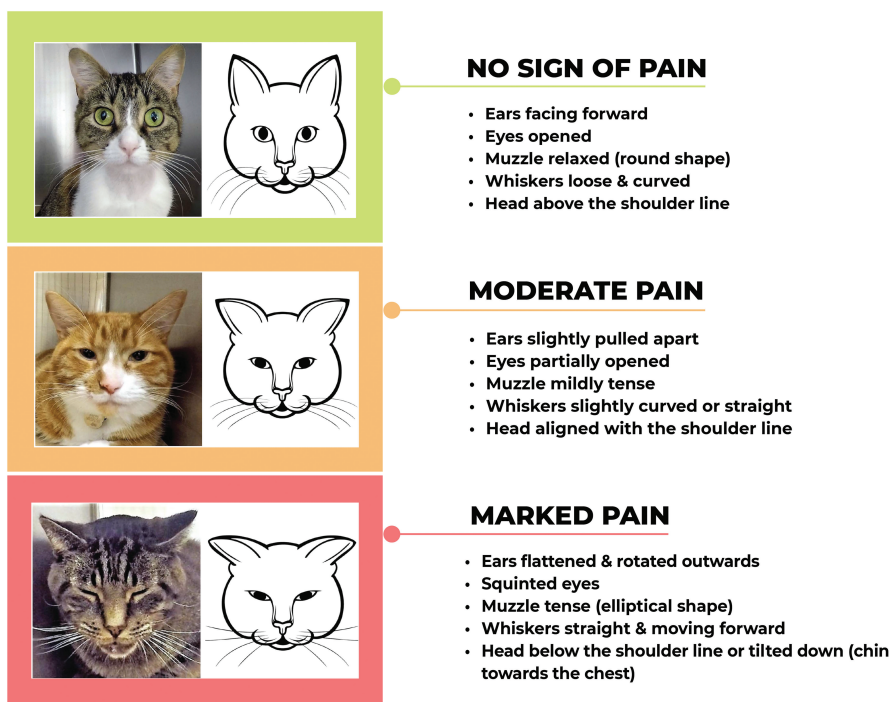 NO SIGN OF PAIN
• Ears facing forward
• Eyes opened
• Muzzle relaxed (round shape)
• Whiskers loose & curved
• Head above the shoulder line
MODERATE PAIN
• Ears slightly pulled apart
• Eyes partially opened
• Muzzle mildly tense
• Whiskers slightly curved or straight
• Head aligned with the shoulder line
MARKED PAIN
• Ears flattened & rotated outwards
• Squinted eyes
• Muzzle tense (elliptical shape)
• Whiskers straight & moving forward
• Head below the shoulder line or tilted down (chin
towards the chest)